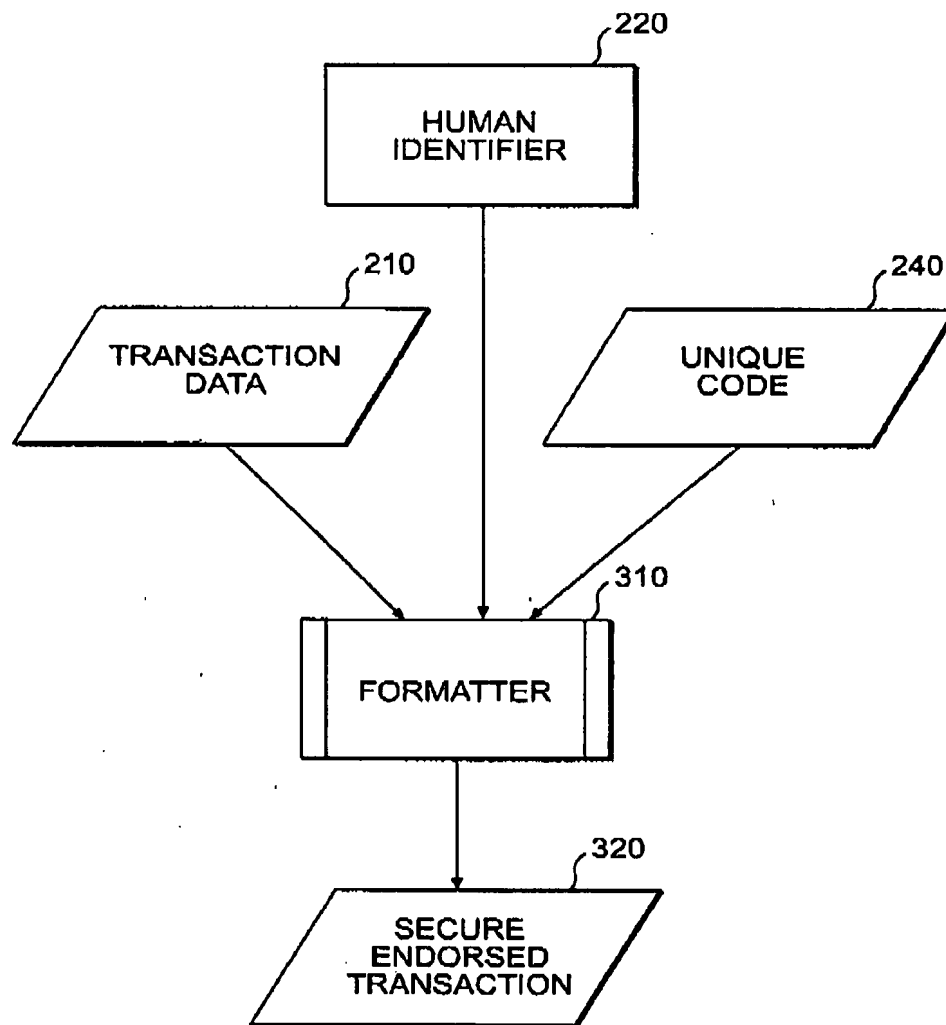 220
HUMAN
IDENTIFIER
210
240
TRANSACTION
DATA
UNIQUE
CODE
310
FORMATTER
320
SECURE
ENDORSED
TRANSACTION